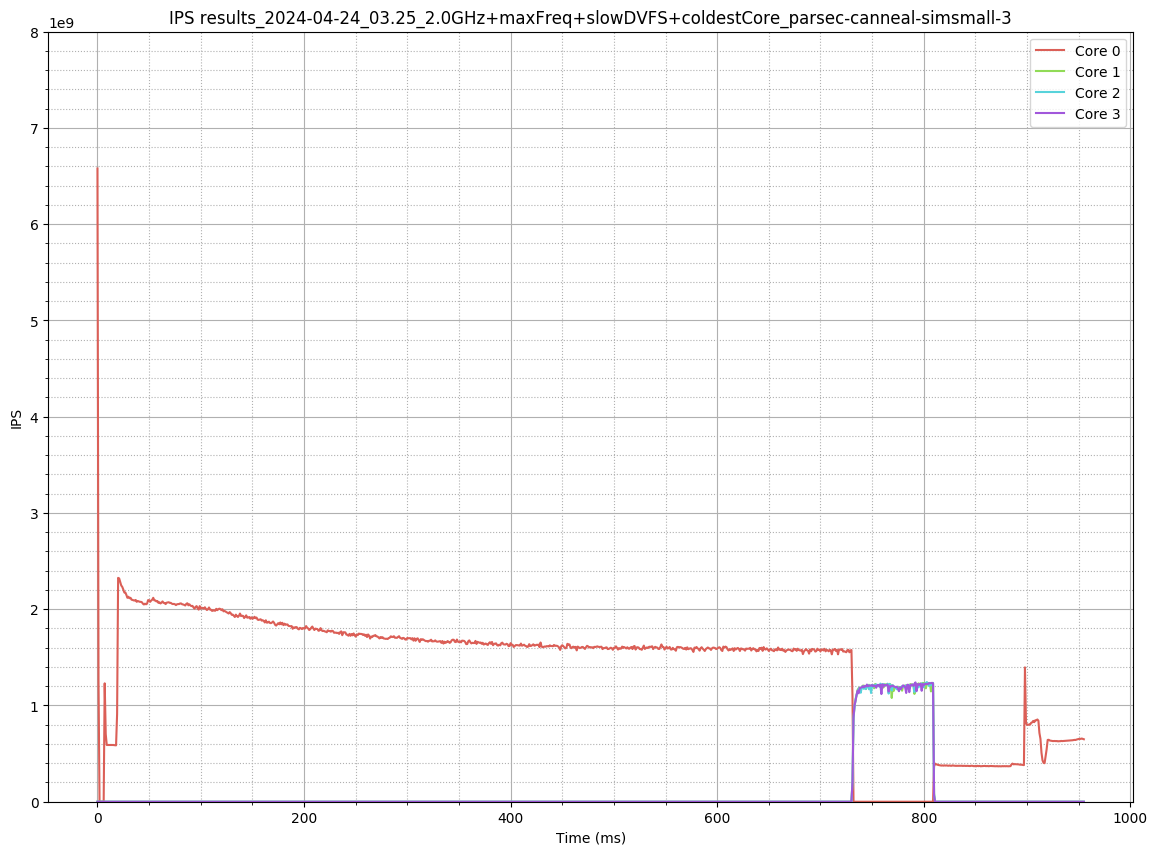 IPS results_2024-04-24_03.25_2.0GHz+maxFreq+slowDVFS+coldestCore_parsec-canneal-simsmall-3
1e9
8
7
6
5
4
3
2
1
0
IPS
Core 0
Core 1
Core 2
Core 3
0 200 400 600 800 1000
Time (ms)